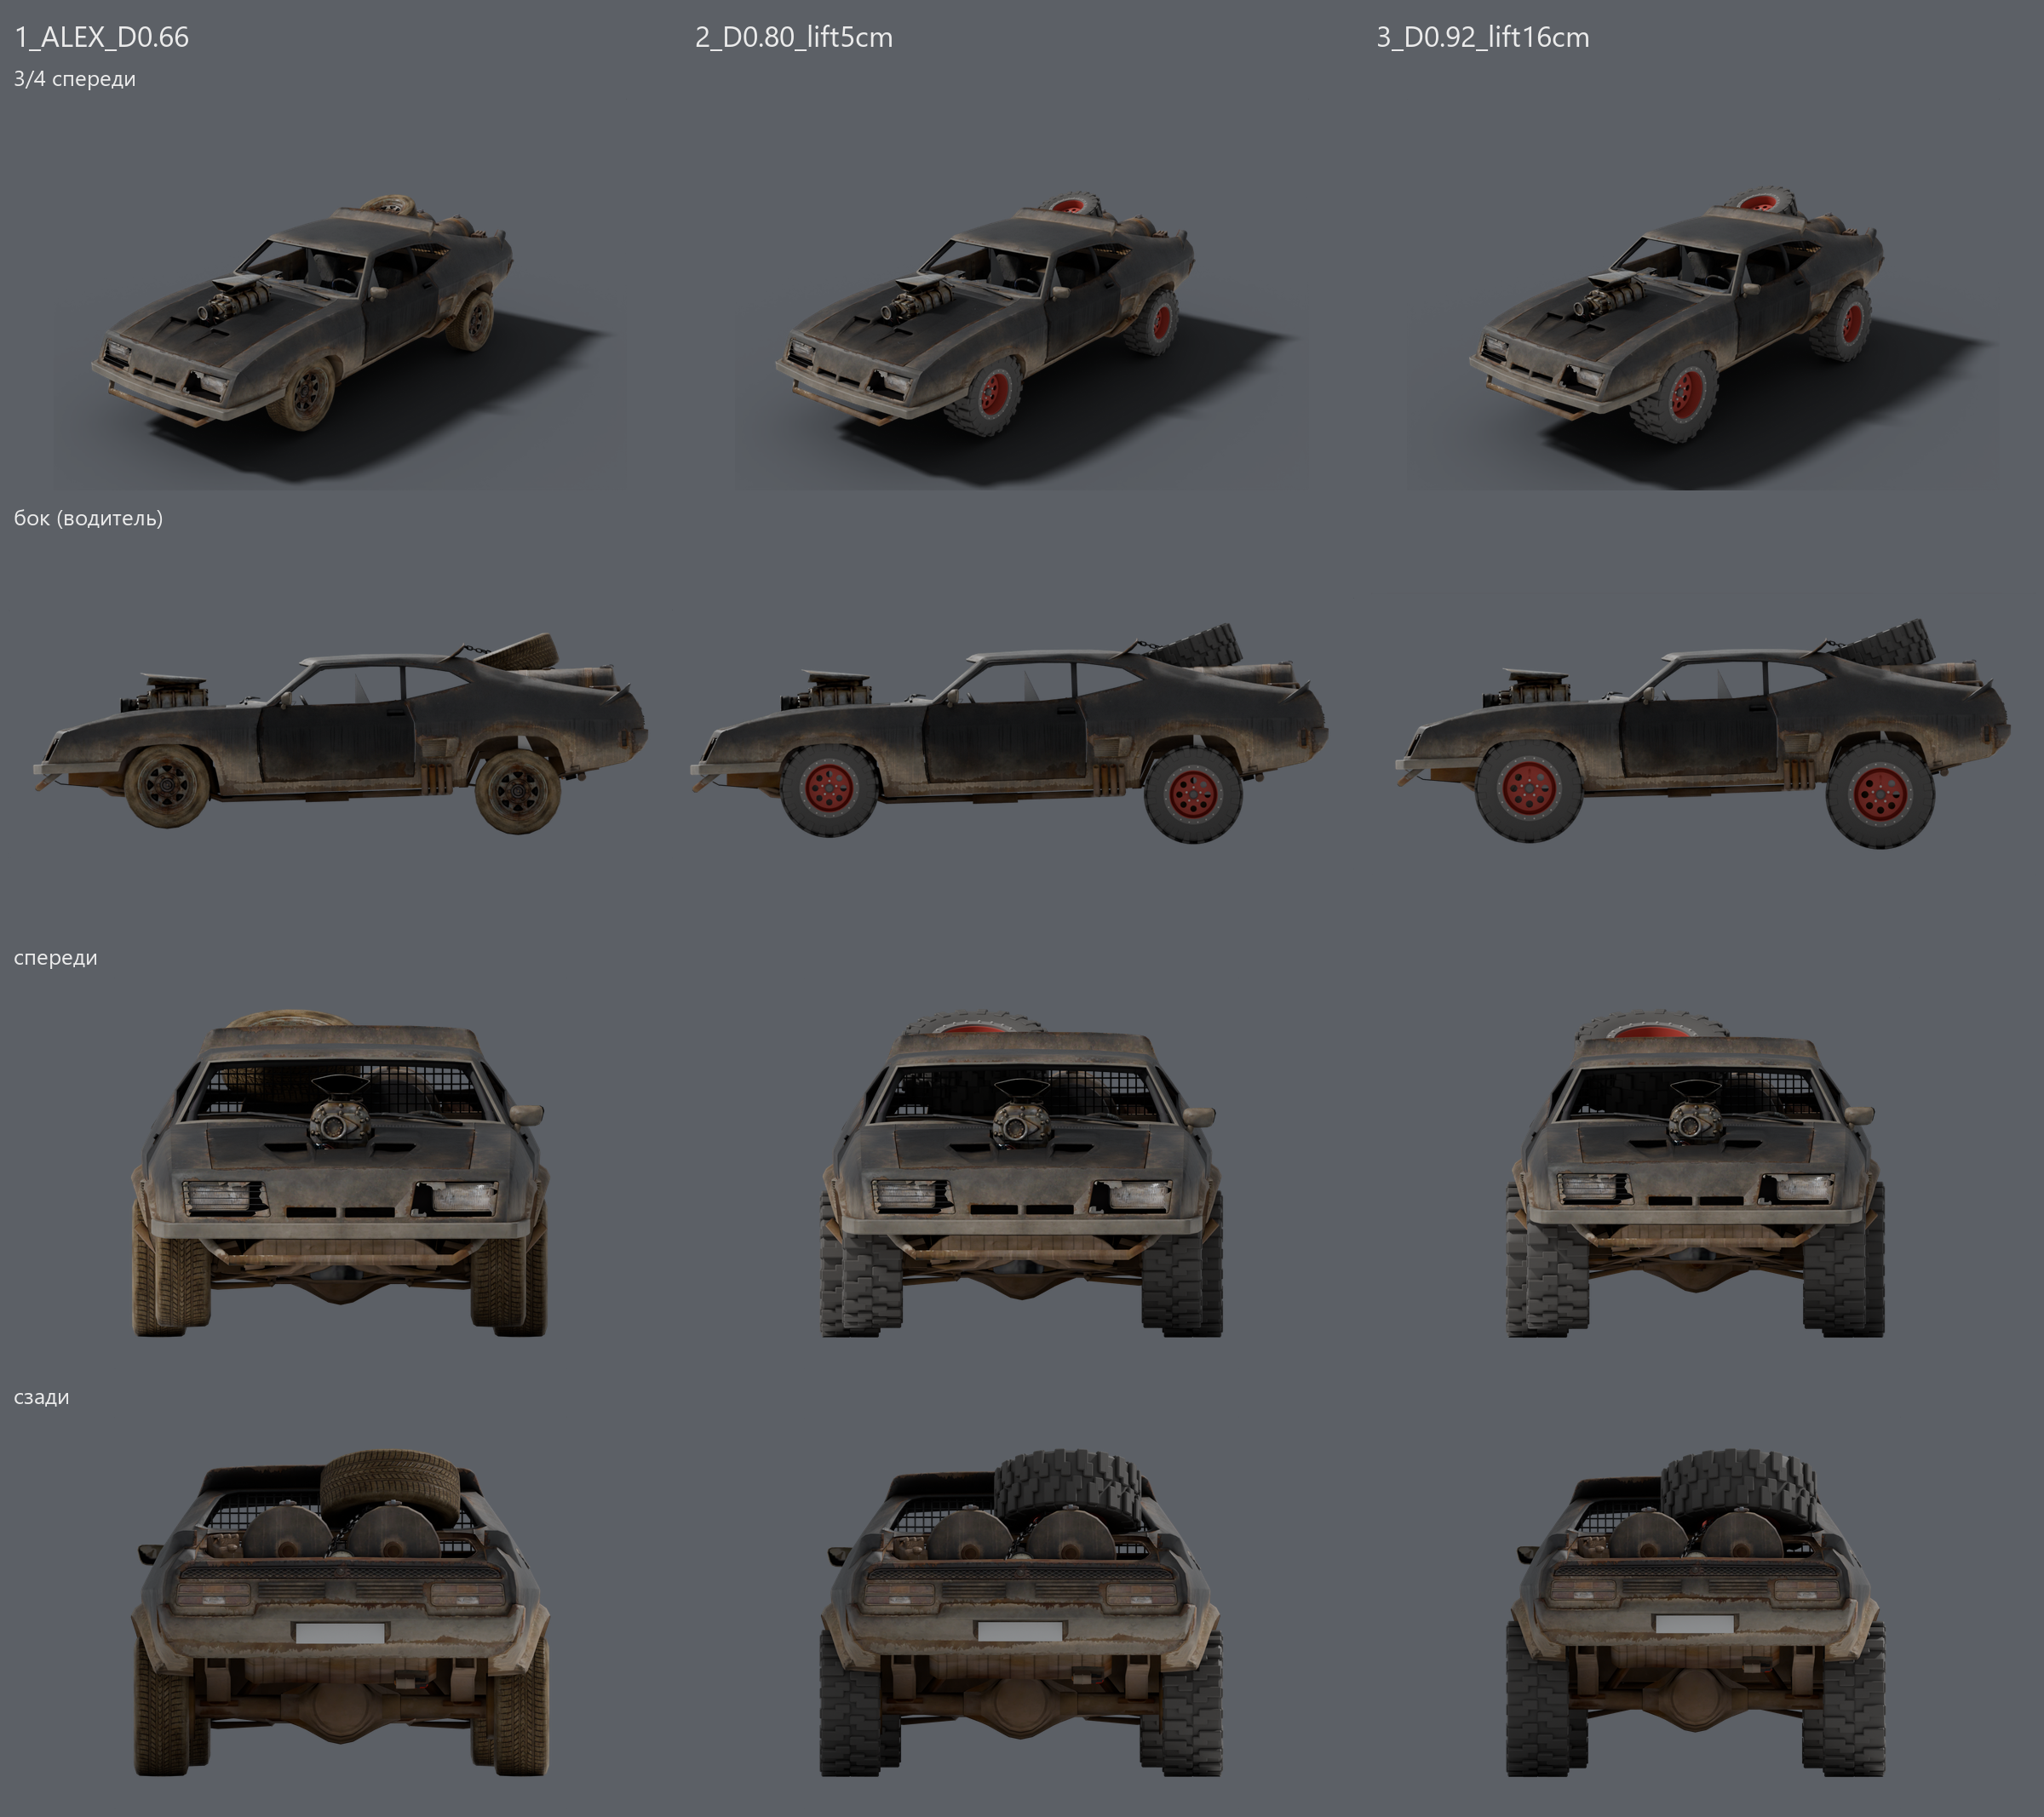 1_ALEX_D0.66
2_D0.80_lift5cm
3_D0.92_lift16cm
3/4 спереди
бок (водитель)
спереди
сзади